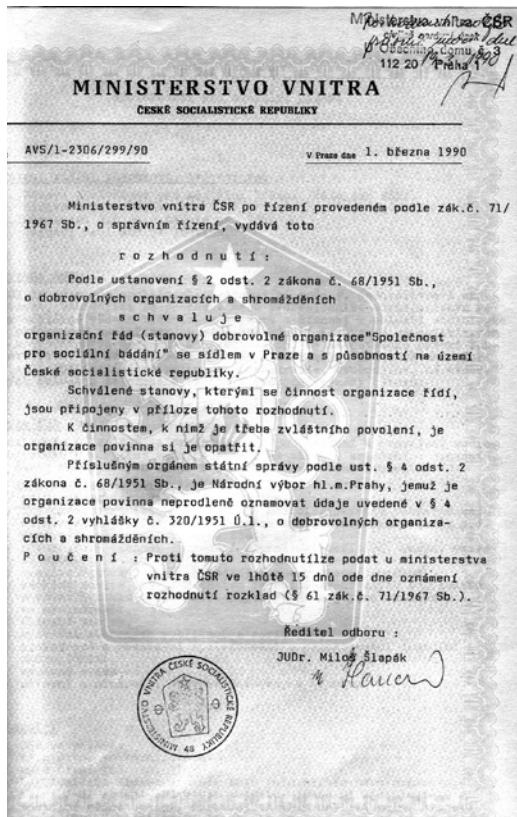 Ministerstvo vnitra ČSR
Obecního domu č. 3
112 20 Praha 1
MINISTERSTVO VNITRA
ČESKÉ SOCIALISTICKÉ REPUBLIKY
AVS/1-2306/299/90
V Praze dne 1. března 1990
Ministerstvo vnitra ČSR po řízení provedeném podle zák.č. 71/
1967 Sb., o správním řízení, vydává toto
r o z h o d n u t í :
Podle ustanovení § 2 odst. 2 zákona č. 68/1951 Sb.,
o dobrovolných organizacích a shromážděních
s c h v a l u j e
organizační řád (stanovy) dobrovolné organizace"Společnost
pro sociální bádání" se sídlem v Praze a s působností na území
České socialistické republiky.
Schválené stanovy, kterými se činnost organizace řídí,
jsou připojeny v příloze tohoto rozhodnutí.
K činnostem, k nimž je třeba zvláštního povolení, je
organizace povinna si je opatřit.
Příslušným orgánem státní správy podle ust. § 4 odst. 2
zákona č. 68/1951 Sb., je Národní výbor hl.m.Prahy, jemuž je
organizace povinna neprodleně oznamovat údaje uvedené v § 4
odst. 2 vyhlášky č. 320/1951 Ú.l., o dobrovolných organiza-
cích a shromážděních.
P o u č e n í : Proti tomuto rozhodnutílze podat u ministerstva
vnitra ČSR ve lhůtě 15 dnů ode dne oznámení
rozhodnutí rozklad (§ 61 zák.č. 71/1967 Sb.).
Ředitel odboru :
JUDr. Miloš Šlapák
MINISTERSTVO VNITRA ČESKÉ SOCIALISTICKÉ REPUBLIKY
48